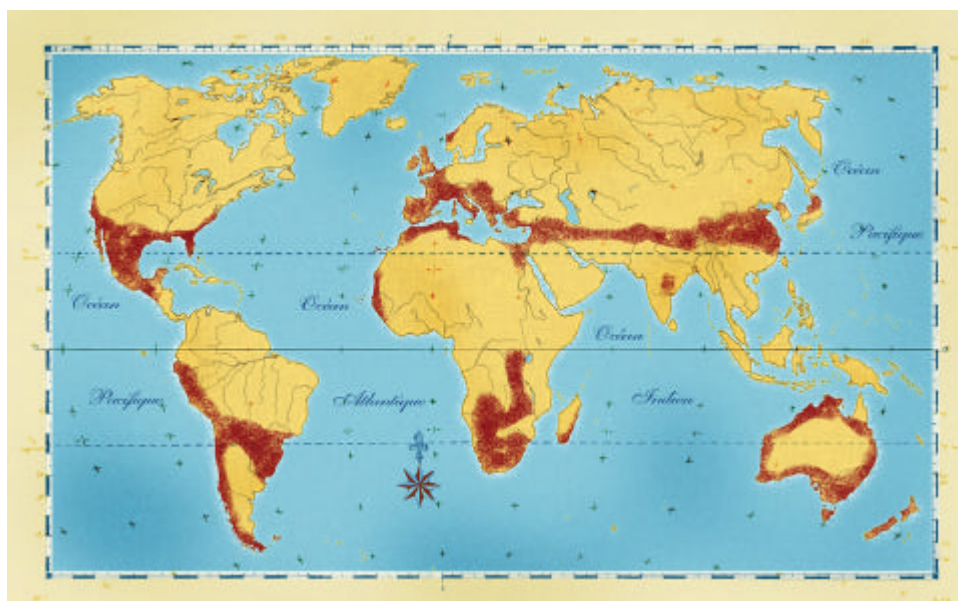 Océan
Pacifique
Océan
Océan
Océan
Pacifique
Atlantique
Indien